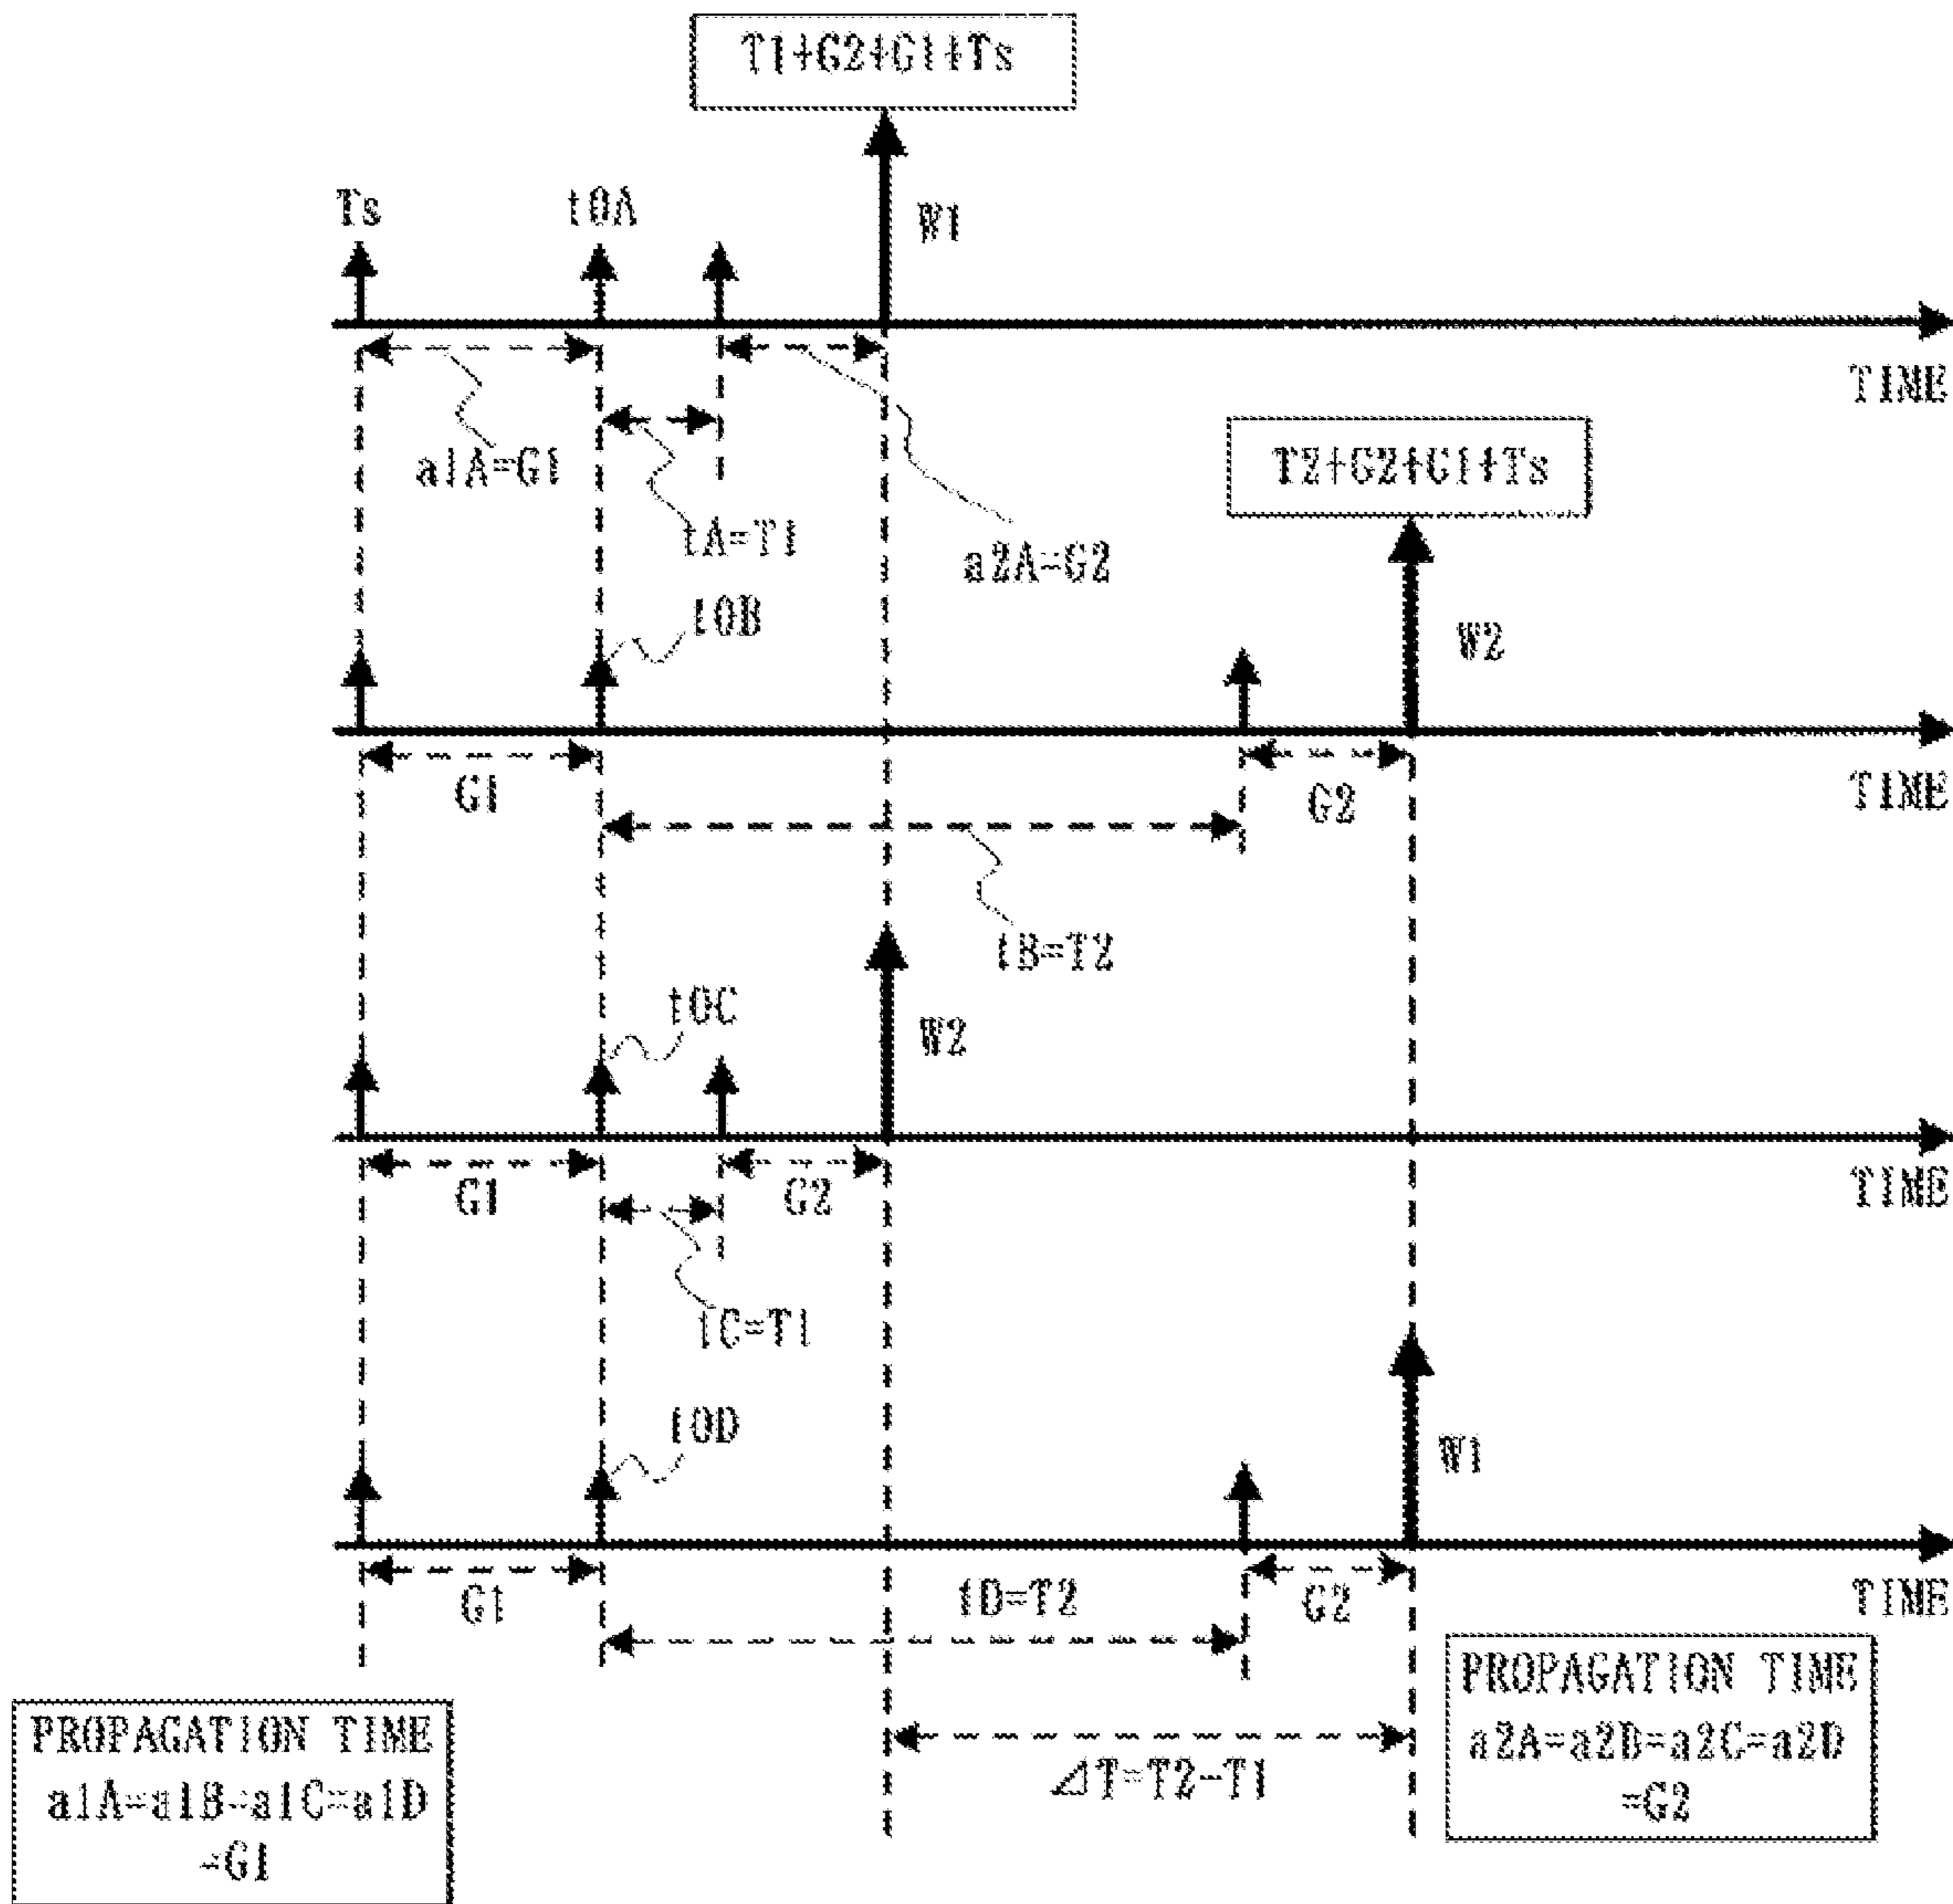 T1+G2+G1+Ts
Ts
t0A
W1
TIME
a1A=G1
T2+G2+G1+Ts
tA=T1
a2A=G2
t0B
W2
G1
G2
TIME
tB=T2
t0C
W2
G1
G2
TIME
tC=T1
t0D
W1
G1
tD=T2
G2
TIME
PROPAGATION TIME
a2A=a2B=a2C=a2D
=G2
PROPAGATION TIME
a1A=a1B=a1C=a1D
=G1
⊿T=T2-T1